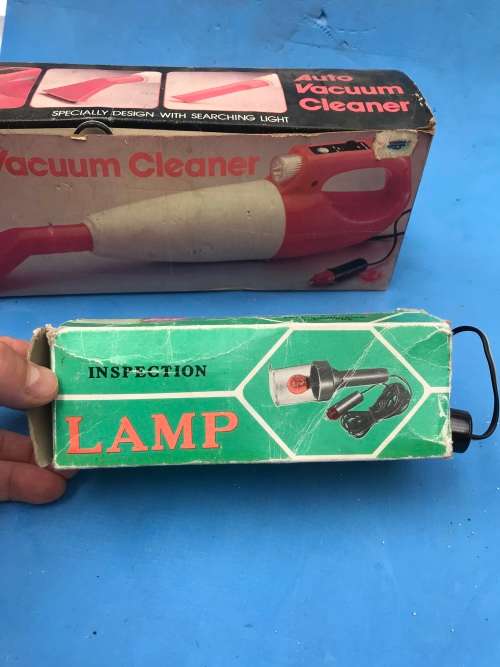 Auto
Vacuum
Cleaner
SPECIALLY DESIGN WITH SEARCHING LIGHT
Vacuum Cleaner
INSPECTION
LAMP